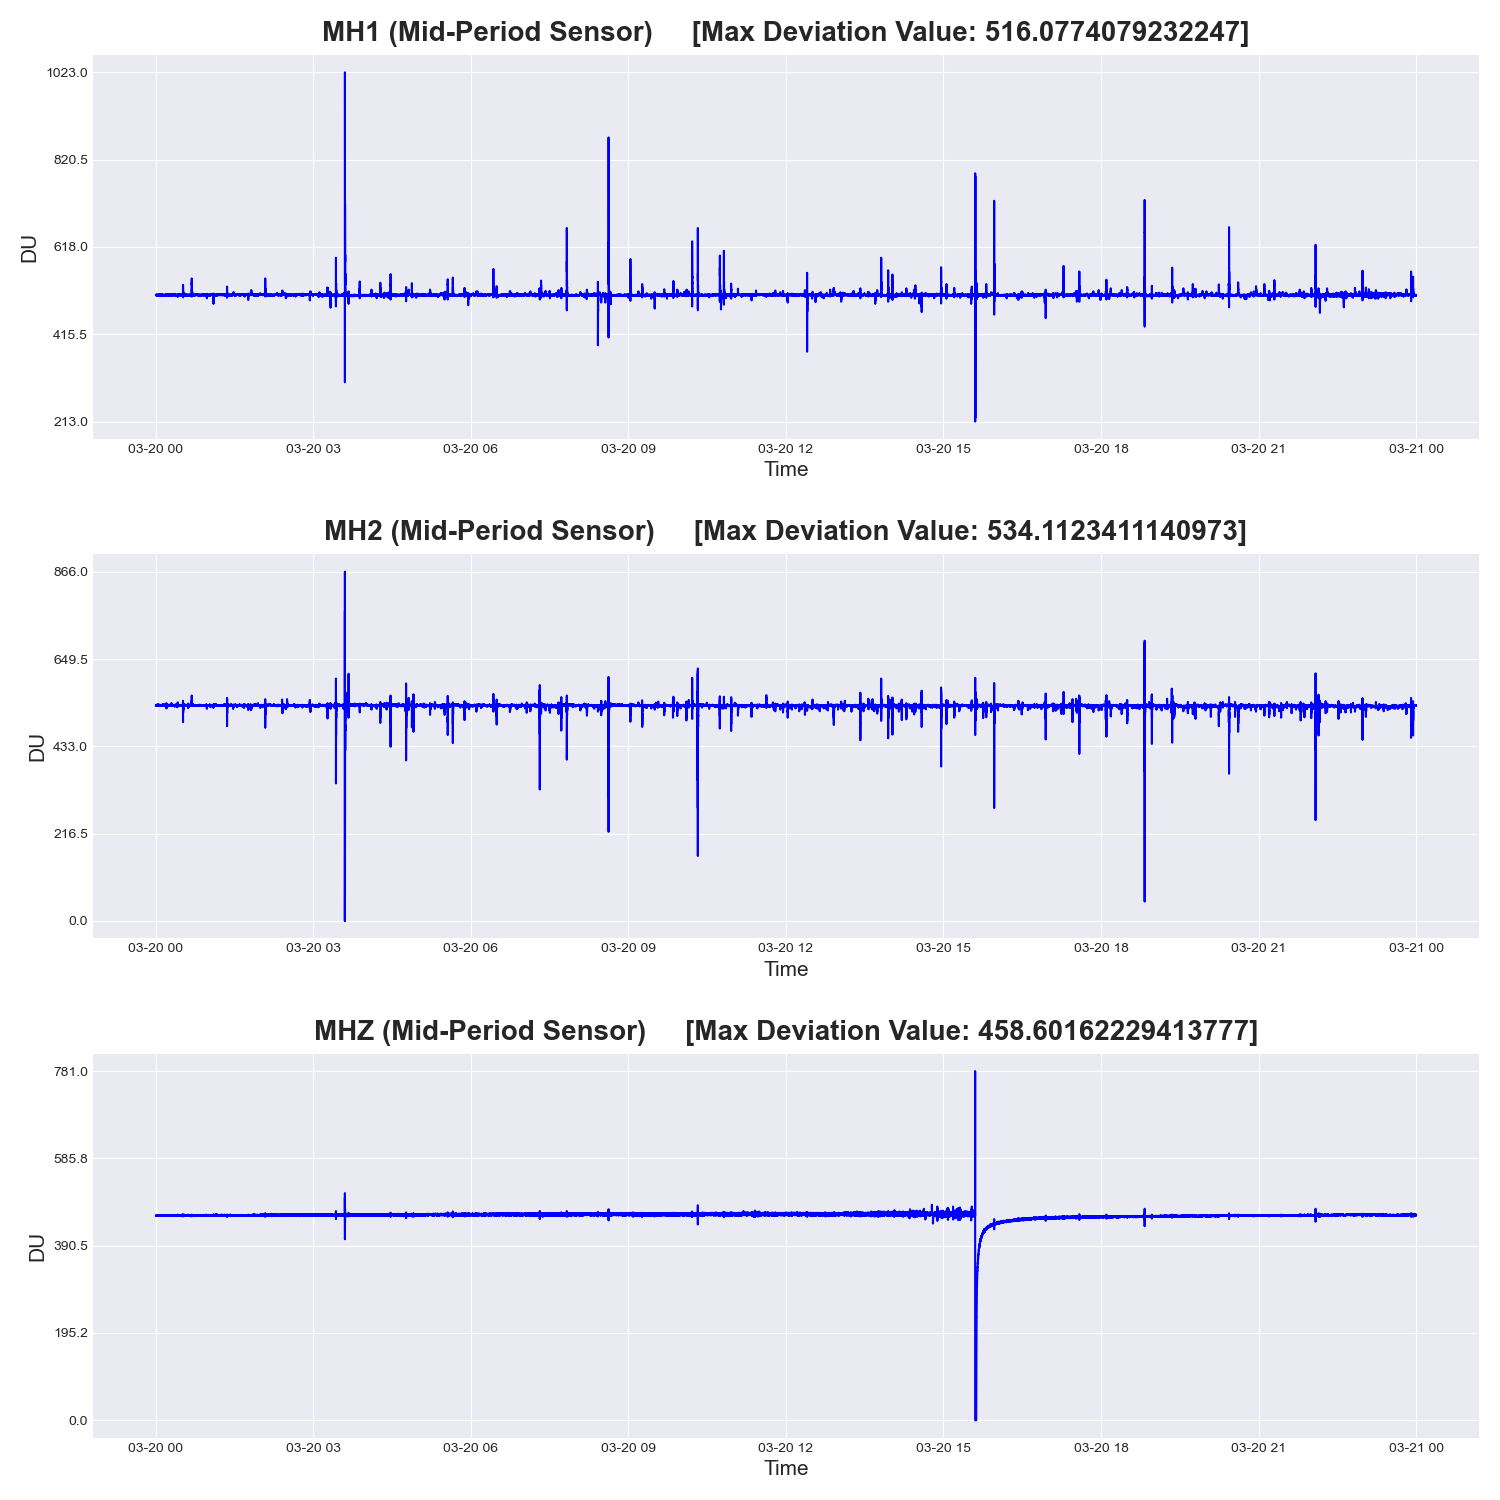 MH1 (Mid-Period Sensor) [Max Deviation Value: 516.0774079232247]
1023.0
820.5
618.0
415.5
213.0
DU
03-20 00 03-20 03 03-20 06 03-20 09 03-20 12 03-20 15 03-20 18 03-20 21 03-21 00
Time
MH2 (Mid-Period Sensor) [Max Deviation Value: 534.1123411140973]
866.0
649.5
433.0
216.5
0.0
DU
03-20 00 03-20 03 03-20 06 03-20 09 03-20 12 03-20 15 03-20 18 03-20 21 03-21 00
Time
MHZ (Mid-Period Sensor) [Max Deviation Value: 458.60162229413777]
781.0
585.8
390.5
195.2
0.0
DU
03-20 00 03-20 03 03-20 06 03-20 09 03-20 12 03-20 15 03-20 18 03-20 21 03-21 00
Time